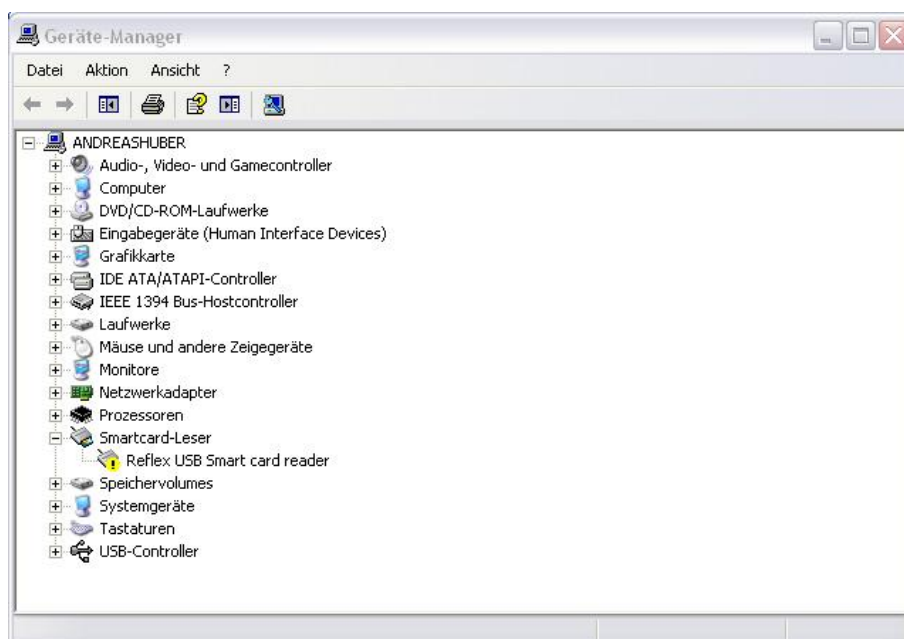 Geräte-Manager
Datei Aktion Ansicht ?
ANDREASHUBER
Audio-, Video- und Gamecontroller
Computer
DVD/CD-ROM-Laufwerke
Eingabegeräte (Human Interface Devices)
Grafikkarte
IDE ATA/ATAPI-Controller
IEEE 1394 Bus-Hostcontroller
Laufwerke
Mäuse und andere Zeigegeräte
Monitore
Netzwerkadapter
Prozessoren
Smartcard-Leser
Reflex USB Smart card reader
Speichervolumes
Systemgeräte
Tastaturen
USB-Controller